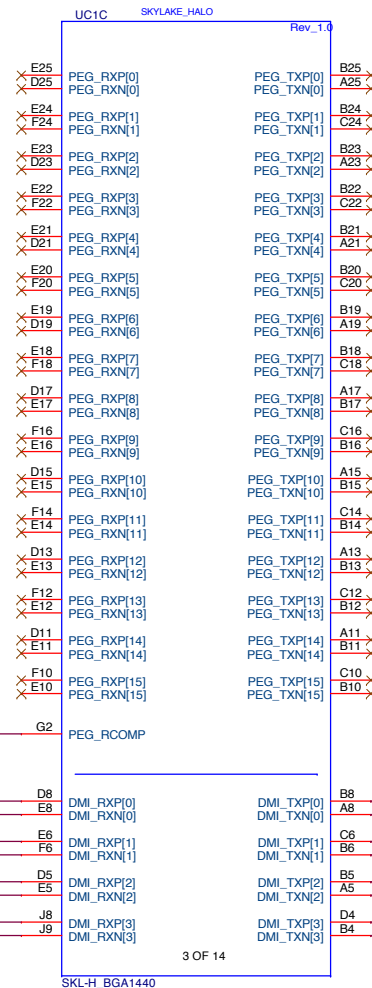 UC1C SKYLAKE_HALO
Rev_1.0
E25 PEG_RXP[0] PEG_TXP[0] B25
D25 PEG_RXN[0] PEG_TXN[0] A25
E24 PEG_RXP[1] PEG_TXP[1] B24
F24 PEG_RXN[1] PEG_TXN[1] C24
E23 PEG_RXP[2] PEG_TXP[2] B23
D23 PEG_RXN[2] PEG_TXN[2] A23
E22 PEG_RXP[3] PEG_TXP[3] B22
F22 PEG_RXN[3] PEG_TXN[3] C22
E21 PEG_RXP[4] PEG_TXP[4] B21
D21 PEG_RXN[4] PEG_TXN[4] A21
E20 PEG_RXP[5] PEG_TXP[5] B20
F20 PEG_RXN[5] PEG_TXN[5] C20
E19 PEG_RXP[6] PEG_TXP[6] B19
D19 PEG_RXN[6] PEG_TXN[6] A19
E18 PEG_RXP[7] PEG_TXP[7] B18
F18 PEG_RXN[7] PEG_TXN[7] C18
D17 PEG_RXP[8] PEG_TXP[8] A17
E17 PEG_RXN[8] PEG_TXN[8] B17
F16 PEG_RXP[9] PEG_TXP[9] C16
E16 PEG_RXN[9] PEG_TXN[9] B16
D15 PEG_RXP[10] PEG_TXP[10] A15
E15 PEG_RXN[10] PEG_TXN[10] B15
F14 PEG_RXP[11] PEG_TXP[11] C14
E14 PEG_RXN[11] PEG_TXN[11] B14
D13 PEG_RXP[12] PEG_TXP[12] A13
E13 PEG_RXN[12] PEG_TXN[12] B13
F12 PEG_RXP[13] PEG_TXP[13] C12
E12 PEG_RXN[13] PEG_TXN[13] B12
D11 PEG_RXP[14] PEG_TXP[14] A11
E11 PEG_RXN[14] PEG_TXN[14] B11
F10 PEG_RXP[15] PEG_TXP[15] C10
E10 PEG_RXN[15] PEG_TXN[15] B10
G2 PEG_RCOMP
D8 DMI_RXP[0] DMI_TXP[0] B8
E8 DMI_RXN[0] DMI_TXN[0] A8
E6 DMI_RXP[1] DMI_TXP[1] C6
F6 DMI_RXN[1] DMI_TXN[1] B6
D5 DMI_RXP[2] DMI_TXP[2] B5
E5 DMI_RXN[2] DMI_TXN[2] A5
J8 DMI_RXP[3] DMI_TXP[3] D4
J9 DMI_RXN[3] DMI_TXN[3] B4
3 OF 14
SKL-H_BGA1440